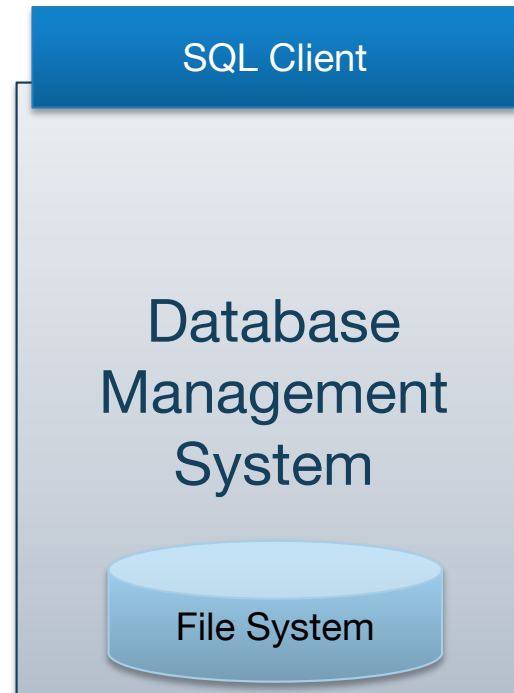 SQL Client
Database
Management
System
File System